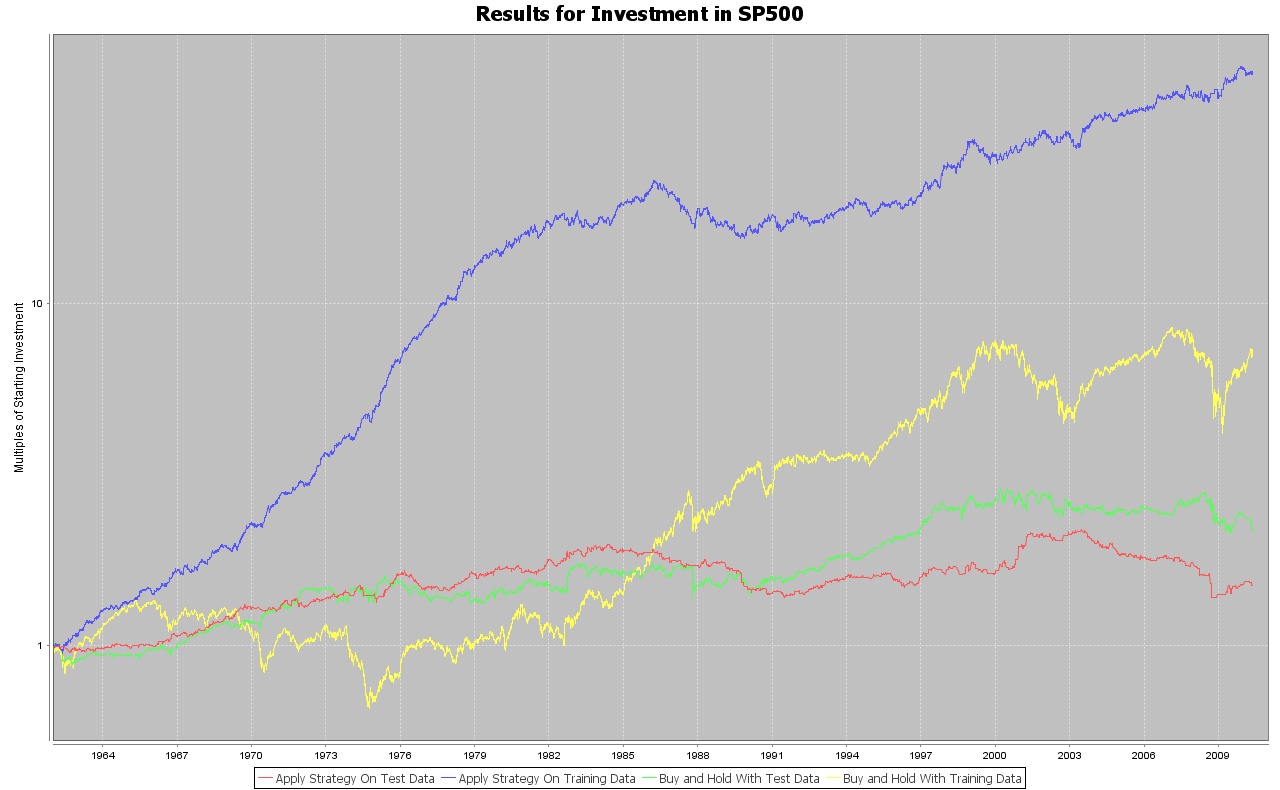 Results for Investment in SP500
Multiples of Starting Investment
10
1
1964 1967 1970 1973 1976 1979 1982 1985 1988 1991 1994 1997 2000 2003 2006 2009
Apply Strategy On Test Data Apply Strategy On Training Data Buy and Hold With Test Data Buy and Hold With Training Data